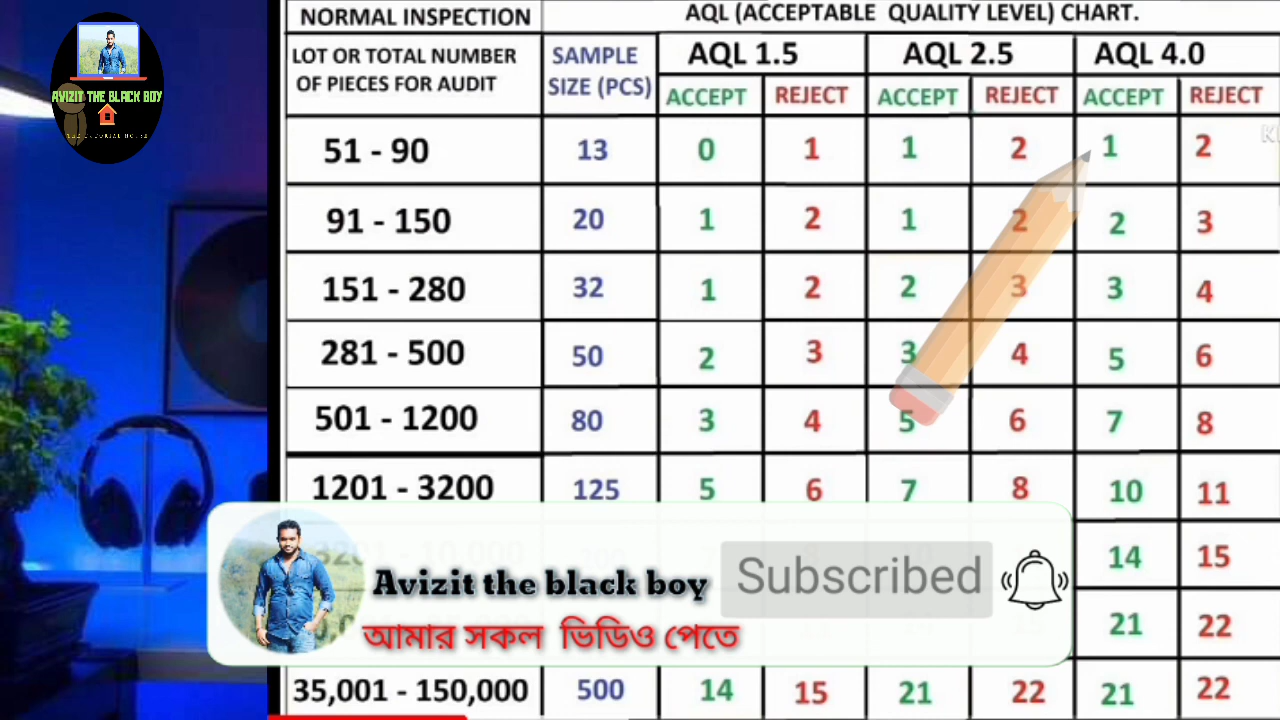 NORMAL INSPECTION
AQL (ACCEPTABLE QUALITY LEVEL) CHART.
LOT OR TOTAL NUMBER OF PIECES FOR AUDIT
SAMPLE SIZE (PCS)
AQL 1.5 AQL 2.5 AQL 4.0
ACCEPT REJECT ACCEPT REJECT ACCEPT REJECT
51 - 90 13 0 1 1 2 1 2
91 - 150 20 1 2 1 2 2 3
151 - 280 32 1 2 2 3 3 4
281 - 500 50 2 3 3 4 5 6
501 - 1200 80 3 4 5 6 7 8
1201 - 3200 125 5 6 7 8 10 11
14 15
21 22
35,001 - 150,000 500 14 15 21 22 21 22
AVIZIT THE BLACK BOY
Avizit the black boy
Subscribed
আমার সকল ভিডিও পেতে